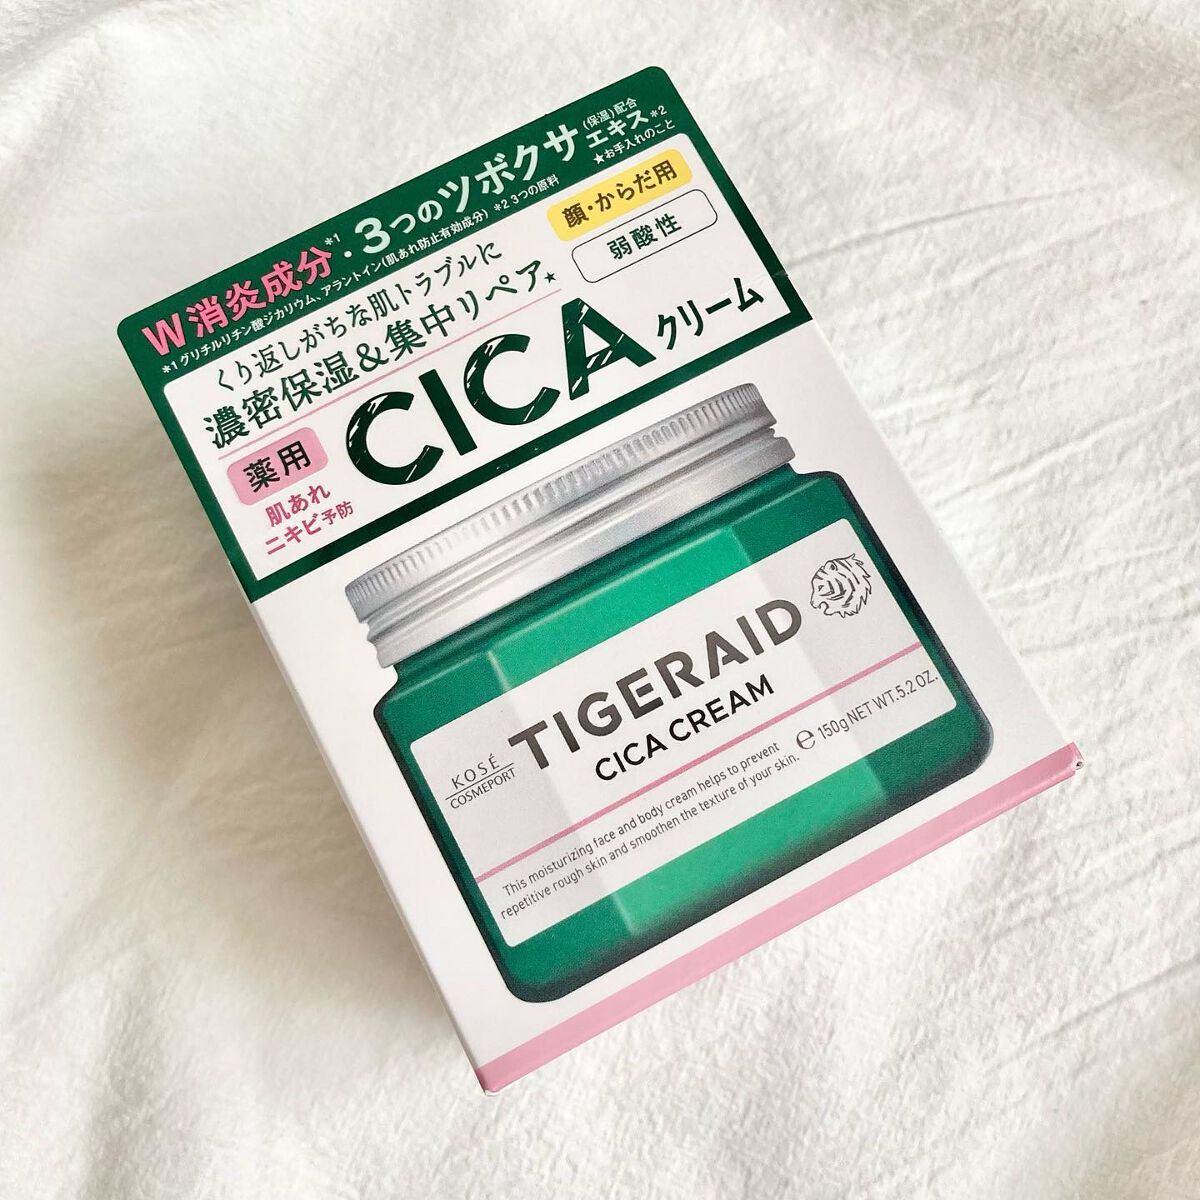 W消炎成分*1・3つのツボクサエキス*2(保湿)配合
*1グリチルリチン酸ジカリウム、アラントイン(肌あれ防止有効成分) *2 3つの原料
★お手入れのこと
くり返しがちな肌トラブルに
濃密保湿&集中リペア★
顔・からだ用
弱酸性
薬用
肌あれ
ニキビ予防
CICAクリーム
TIGERAID
CICA CREAM
KOSÉ
COSMEPORT
℮ 150g NET WT.5.2 OZ.
This moisturizing face and body cream helps to prevent
repetitive rough skin and smoothen the texture of your skin.